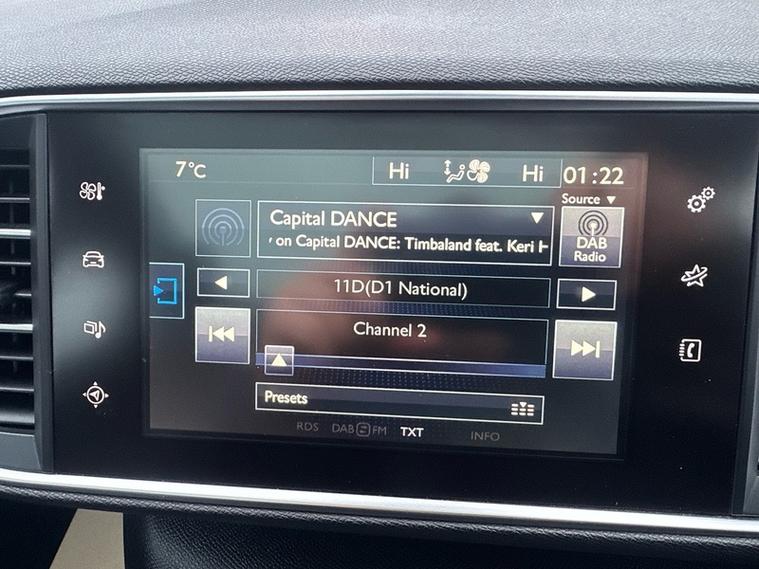 7°C Hi Hi 01:22
Source ▼
Capital DANCE
on Capital DANCE: Timbaland feat. Keri
DAB
Radio
11D(D1 National)
Channel 2
Presets
RDS DAB FM TXT INFO